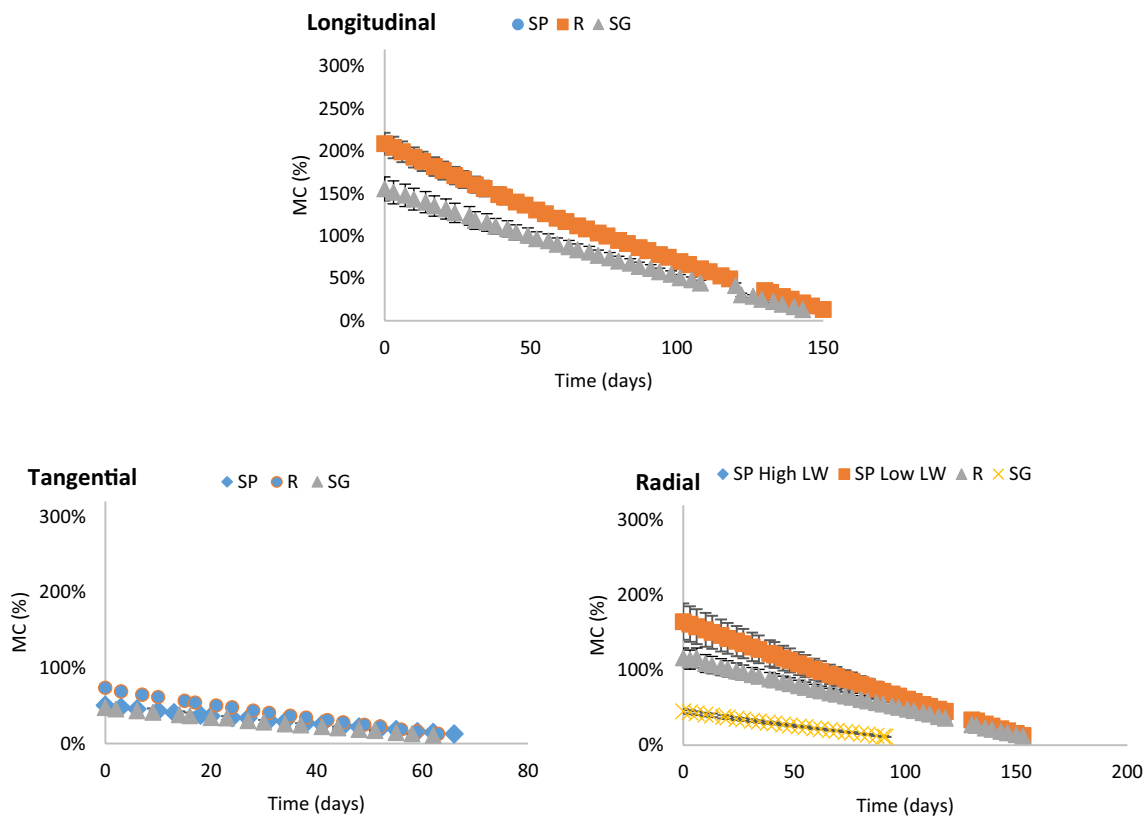 Longitudinal
SP R SG
300%
250%
200%
150%
100%
50%
0%
MC (%)
0 50 100 150
Time (days)
Tangential
SP R SG
300%
200%
100%
0%
MC (%)
0 20 40 60 80
Time (days)
Radial
SP High LW SP Low LW R SG
300%
200%
100%
0%
MC (%)
0 50 100 150 200
Time (days)